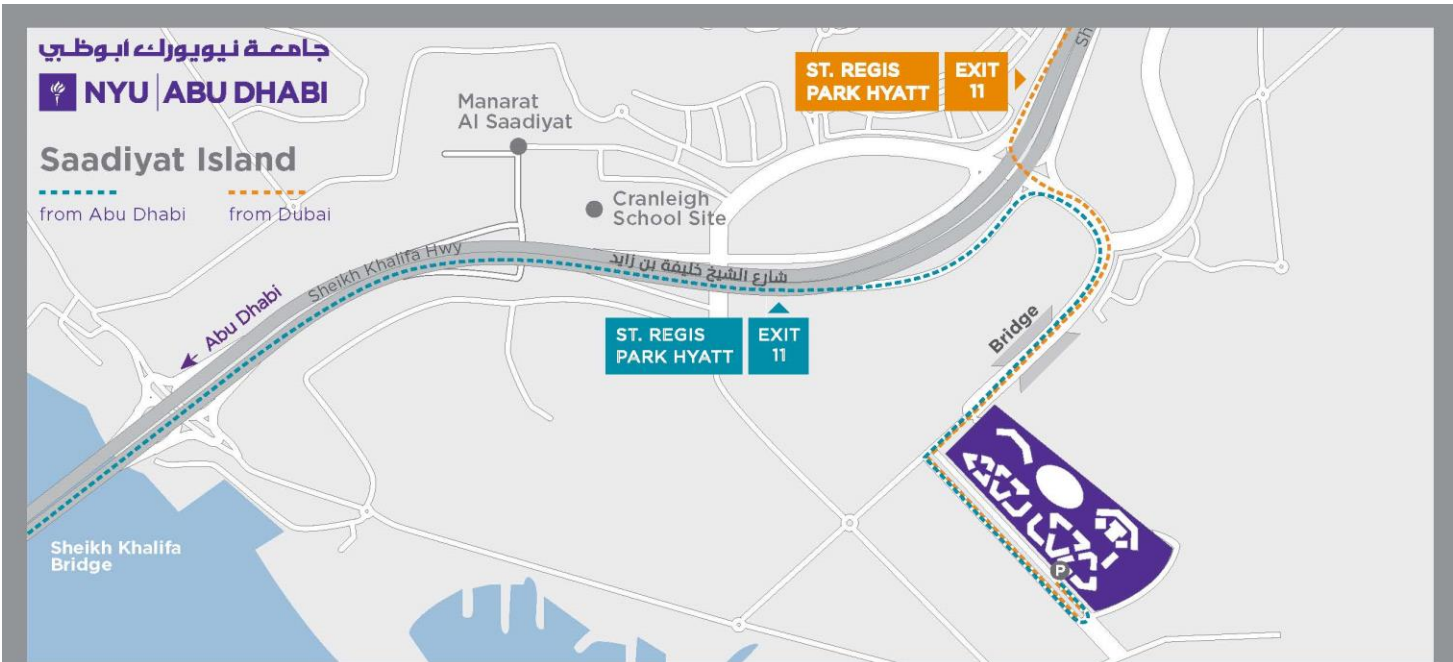 جامعة نيويورك أبوظبي
NYU ABU DHABI
Saadiyat Island
from Abu Dhabi
from Dubai
Manarat
Al Saadiyat
Cranleigh
School Site
ST. REGIS
PARK HYATT
EXIT
11
Sh
Sheikh Khalifa Hwy
شارع الشيخ خليفة بن زايد
Abu Dhabi
ST. REGIS
PARK HYATT
EXIT
11
Bridge
Sheikh Khalifa
Bridge
P